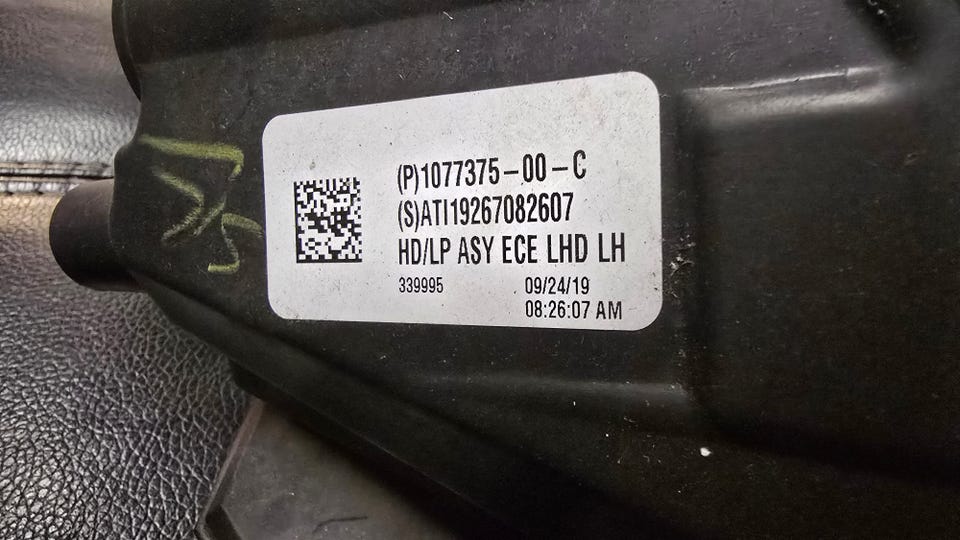 (P)1077375-00-C
(S)ATI19267082607
HD/LP ASY ECE LHD LH
339995 09/24/19
08:26:07 AM